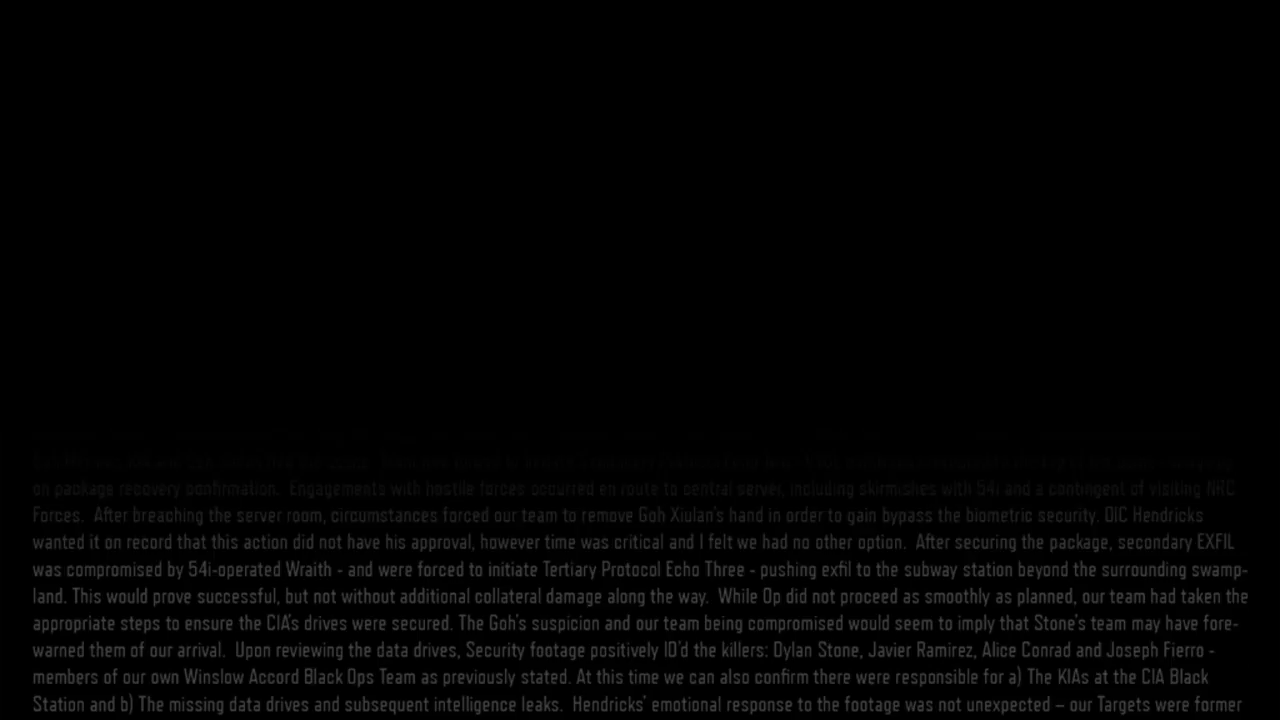 on package recovery confirmation.  Engagements with hostile forces occurred en route to central server, including skirmishes with 54i and a contingent of visiting NRC
Forces.  After breaching the server room, circumstances forced our team to remove Goh Xiulan's hand in order to gain bypass the biometric security. OIC Hendricks
wanted it on record that this action did not have his approval, however time was critical and I felt we had no other option.  After securing the package, secondary EXFIL
was compromised by 54i-operated Wraith - and were forced to initiate Tertiary Protocol Echo Three - pushing exfil to the subway station beyond the surrounding swamp-
land. This would prove successful, but not without additional collateral damage along the way.  While Op did not proceed as smoothly as planned, our team had taken the
appropriate steps to ensure the CIA's drives were secured. The Goh's suspicion and our team being compromised would seem to imply that Stone's team may have fore-
warned them of our arrival.  Upon reviewing the data drives, Security footage positively ID'd the killers: Dylan Stone, Javier Ramirez, Alice Conrad and Joseph Fierro -
members of our own Winslow Accord Black Ops Team as previously stated. At this time we can also confirm there were responsible for a) The KIAs at the CIA Black
Station and b) The missing data drives and subsequent intelligence leaks.  Hendricks' emotional response to the footage was not unexpected – our Targets were former